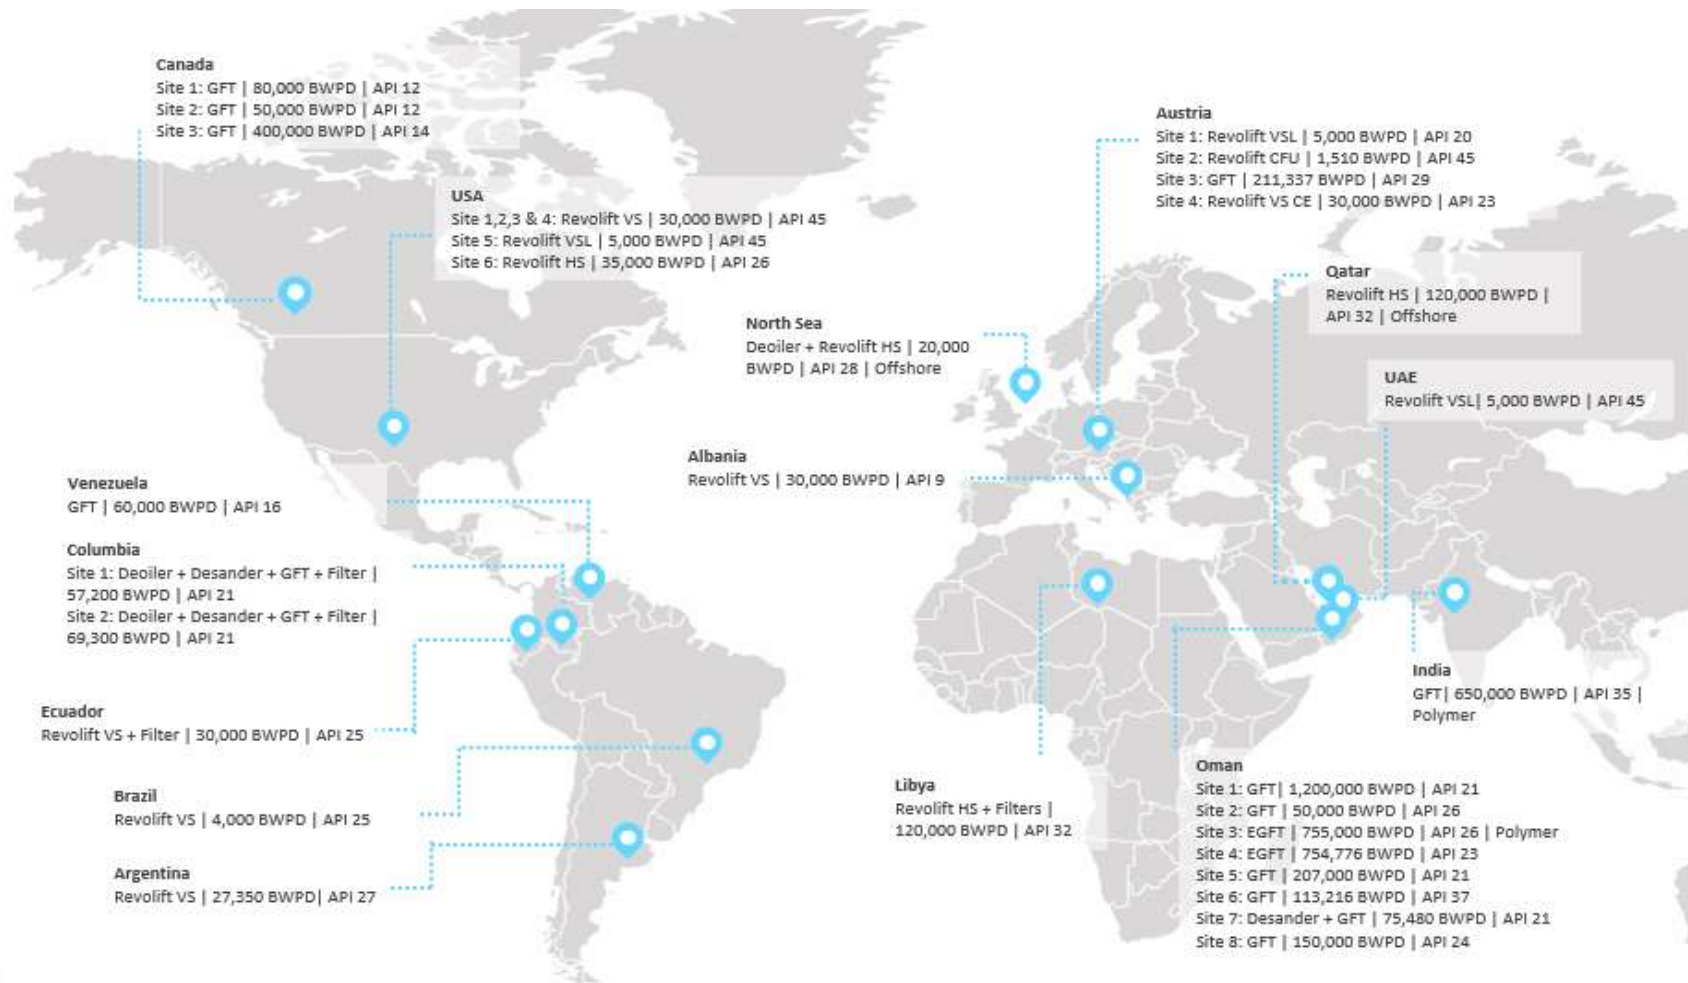 Canada
Site 1: GFT | 80,000 BWPD | API 12
Site 2: GFT | 50,000 BWPD | API 12
Site 3: GFT | 400,000 BWPD | API 14
USA
Site 1,2,3 & 4: Revolift VS | 30,000 BWPD | API 45
Site 5: Revolift VSL | 5,000 BWPD | API 45
Site 6: Revolift HS | 35,000 BWPD | API 26
Austria
Site 1: Revolift VSL | 5,000 BWPD | API 20
Site 2: Revolift CFU | 1,510 BWPD | API 45
Site 3: GFT | 211,337 BWPD | API 29
Site 4: Revolift VS CE | 30,000 BWPD | API 23
Qatar
Revolift HS | 120,000 BWPD |
API 32 | Offshore
North Sea
Deoiler + Revolift HS | 20,000
BWPD | API 28 | Offshore
UAE
Revolift VSL| 5,000 BWPD | API 45
Albania
Revolift VS | 30,000 BWPD | API 9
Venezuela
GFT | 60,000 BWPD | API 16
Columbia
Site 1: Deoiler + Desander + GFT + Filter |
57,200 BWPD | API 21
Site 2: Deoiler + Desander + GFT + Filter |
69,300 BWPD | API 21
Ecuador
Revolift VS + Filter | 30,000 BWPD | API 25
Brazil
Revolift VS | 4,000 BWPD | API 25
Argentina
Revolift VS | 27,350 BWPD| API 27
India
GFT| 650,000 BWPD | API 35 |
Polymer
Libya
Revolift HS + Filters |
120,000 BWPD | API 32
Oman
Site 1: GFT| 1,200,000 BWPD | API 21
Site 2: GFT | 50,000 BWPD | API 26
Site 3: EGFT | 755,000 BWPD | API 26 | Polymer
Site 4: EGFT | 754,776 BWPD | API 23
Site 5: GFT | 207,000 BWPD | API 21
Site 6: GFT | 113,216 BWPD | API 37
Site 7: Desander + GFT | 75,480 BWPD | API 21
Site 8: GFT | 150,000 BWPD | API 24